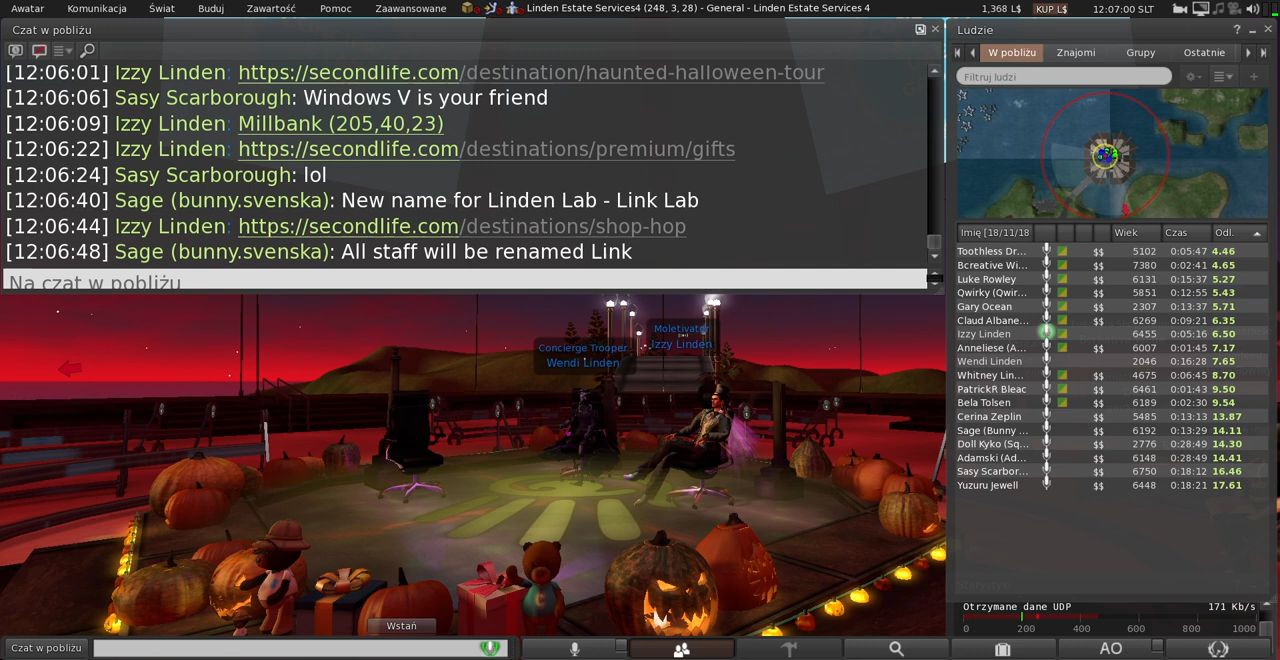 Awatar Komunikacja Świat Buduj Zawartość Pomoc Zaawansowane Linden Estate Services4 (248, 3, 28) - General - Linden Estate Services 4 1,368 L$ KUP L$ 12:07:00 SLT
Czat w pobliżu
[12:06:01] Izzy Linden: https://secondlife.com/destination/haunted-halloween-tour
[12:06:06] Sasy Scarborough: Windows V is your friend
[12:06:09] Izzy Linden: Millbank (205,40,23)
[12:06:22] Izzy Linden: https://secondlife.com/destinations/premium/gifts
[12:06:24] Sasy Scarborough: lol
[12:06:40] Sage (bunny.svenska): New name for Linden Lab - Link Lab
[12:06:44] Izzy Linden: https://secondlife.com/destinations/shop-hop
[12:06:48] Sage (bunny.svenska): All staff will be renamed Link
Na czat w pobliżu
Moletivator
Izzy Linden
Concierge Trooper
Wendi Linden
Wstań
Czat w pobliżu
AO
Ludzie
W pobliżu Znajomi Grupy Ostatnie
Filtruj ludzi
Imię [18/11/18 Wiek Czas Odl.
Toothless Dr... $$ 5102 0:05:47 4.46
Bcreative Wi... $$ 7380 0:02:41 4.65
Luke Rowley $$ 6131 0:15:37 5.27
Qwirky (Qwir... $$ 5851 0:12:55 5.43
Gary Ocean $$ 2307 0:13:37 5.71
Claud Albane... $$ 6269 0:09:21 6.35
Izzy Linden 6455 0:05:16 6.50
Anneliese (A... $$ 6007 0:01:45 7.17
Wendi Linden 2046 0:16:28 7.65
Whitney Lin... $$ 4675 0:06:45 8.70
PatrickR Bleac $$ 6461 0:01:43 9.50
Bela Tolsen $$ 6189 0:02:30 9.54
Cerina Zeplin $$ 5485 0:13:13 13.87
Sage (Bunny ... $$ 6192 0:13:29 14.11
Doll Kyko (Sq... $$ 2776 0:28:49 14.30
Adamski (Ad... $$ 6148 0:28:49 14.41
Sasy Scarbor... $$ 6750 0:18:12 16.46
Yuzuru Jewell $$ 6448 0:18:21 17.61
Otrzymane dane UDP 171 Kb/s
0 200 400 600 800 1000